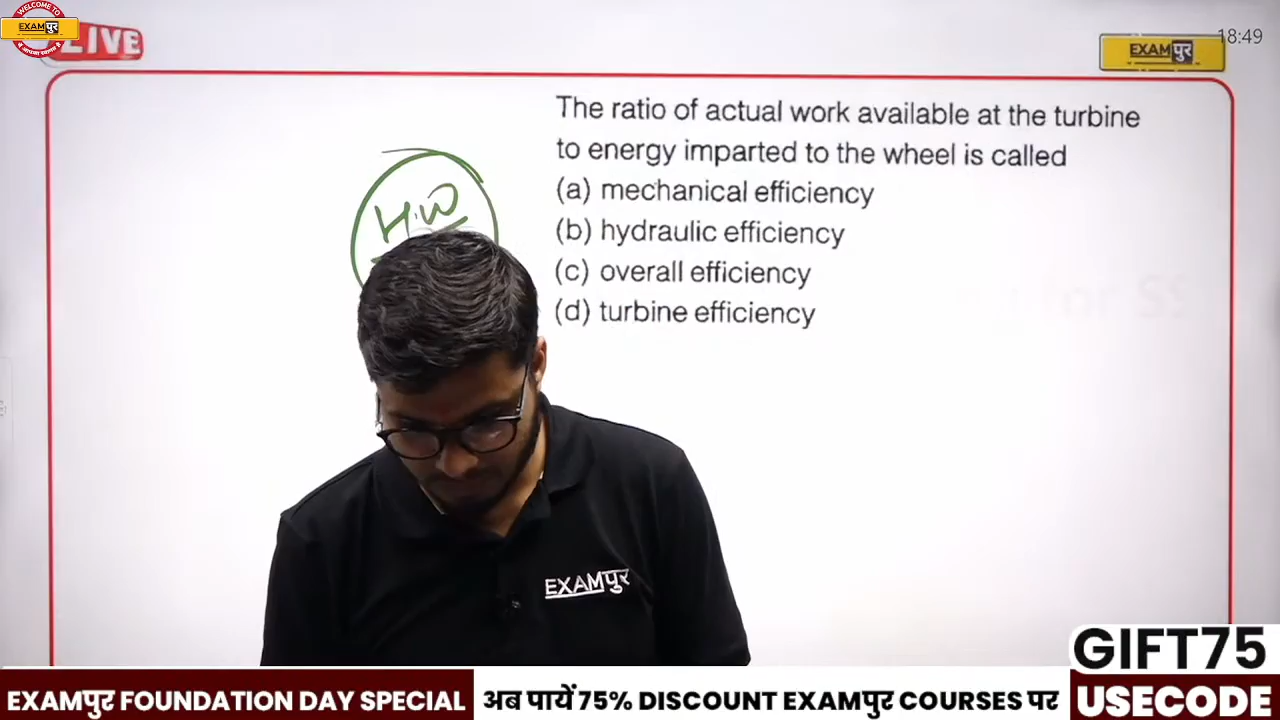 WELCOME TO
EXAMपुर
LIVE
18:49
EXAMपुर
The ratio of actual work available at the turbine
to energy imparted to the wheel is called
(a) mechanical efficiency
(b) hydraulic efficiency
(c) overall efficiency
(d) turbine efficiency
H.W
EXAMपुर
GIFT75
EXAMपुर FOUNDATION DAY SPECIAL
अब पायें 75% DISCOUNT EXAMपुर COURSES पर
USECODE